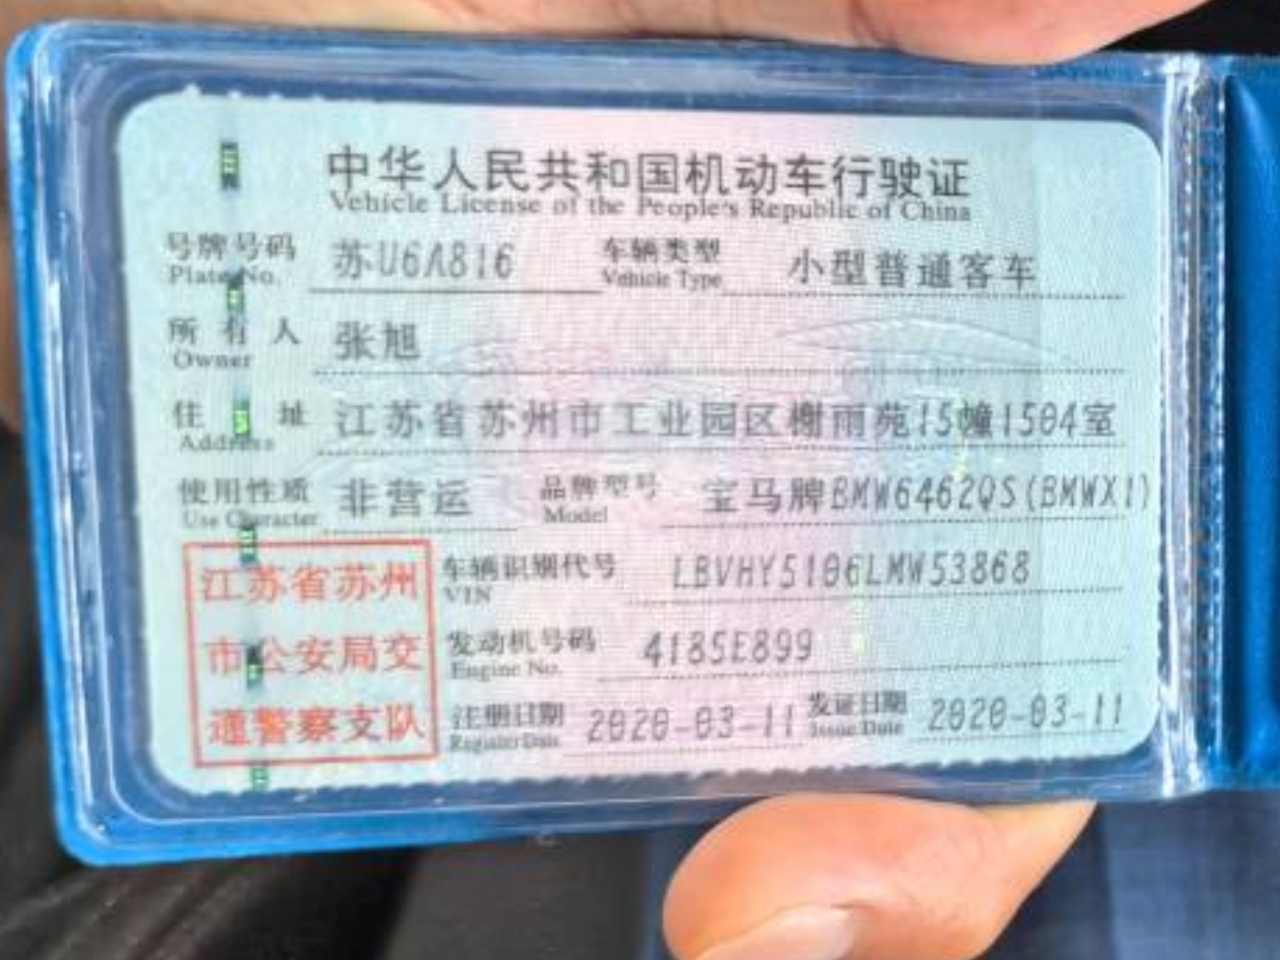 中华人民共和国机动车行驶证
Vehicle License of the People's Republic of China
号牌号码 苏U6A816 车辆类型 小型普通客车
Plate No. Vehicle Type
所有人 张旭
Owner
住址 江苏省苏州市工业园区榭雨苑15幢1504室
Address
使用性质 非营运 品牌型号 宝马牌BMW6462QS(BMWX1)
Use Character Model
江苏省苏州
市公安局交
通警察支队
车辆识别代号 LBVHY5106LMW53868
VIN
发动机号码 4185E899
Engine No.
注册日期 2020-03-11 发证日期 2020-03-11
Register Date Issue Date